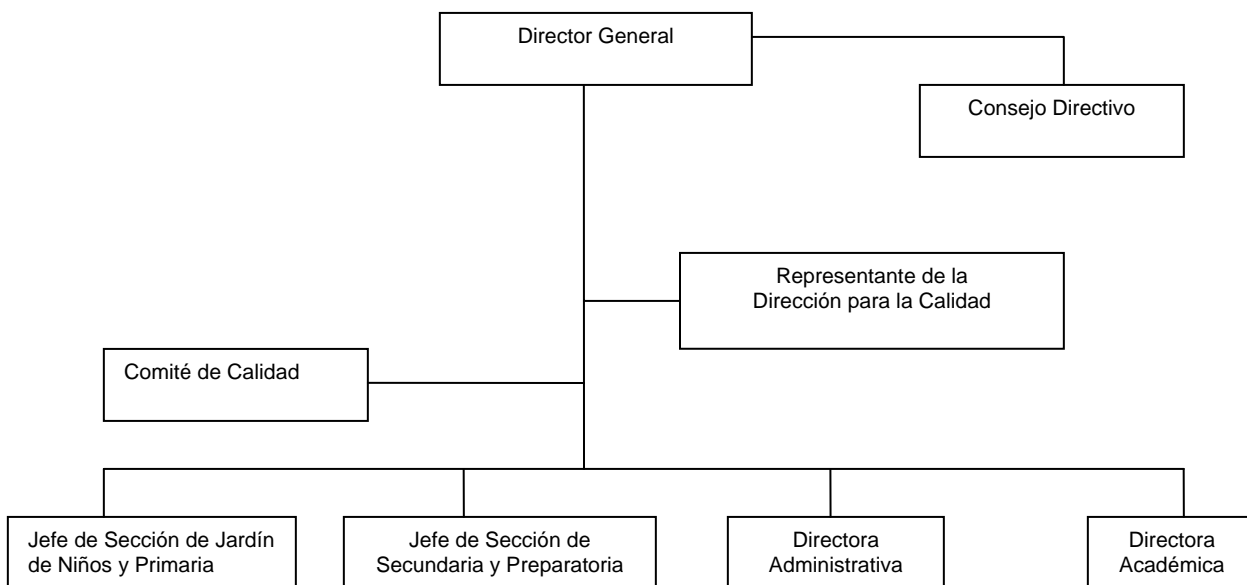 Director General
Consejo Directivo
Representante de la
Dirección para la Calidad
Comité de Calidad
Jefe de Sección de Jardín
de Niños y Primaria
Jefe de Sección de
Secundaria y Preparatoria
Directora
Administrativa
Directora
Académica